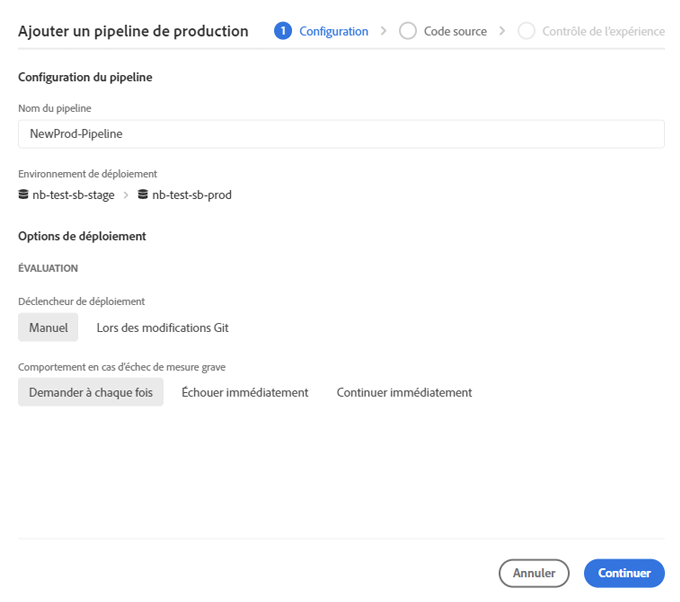 Ajouter un pipeline de production 1 Configuration Code source Contrôle de l'expérience
Configuration du pipeline
Nom du pipeline
NewProd-Pipeline
Environnement de déploiement
nb-test-sb-stage nb-test-sb-prod
Options de déploiement
ÉVALUATION
Déclencheur de déploiement
Manuel Lors des modifications Git
Comportement en cas d'échec de mesure grave
Demander à chaque fois Échouer immédiatement Continuer immédiatement
Annuler Continuer